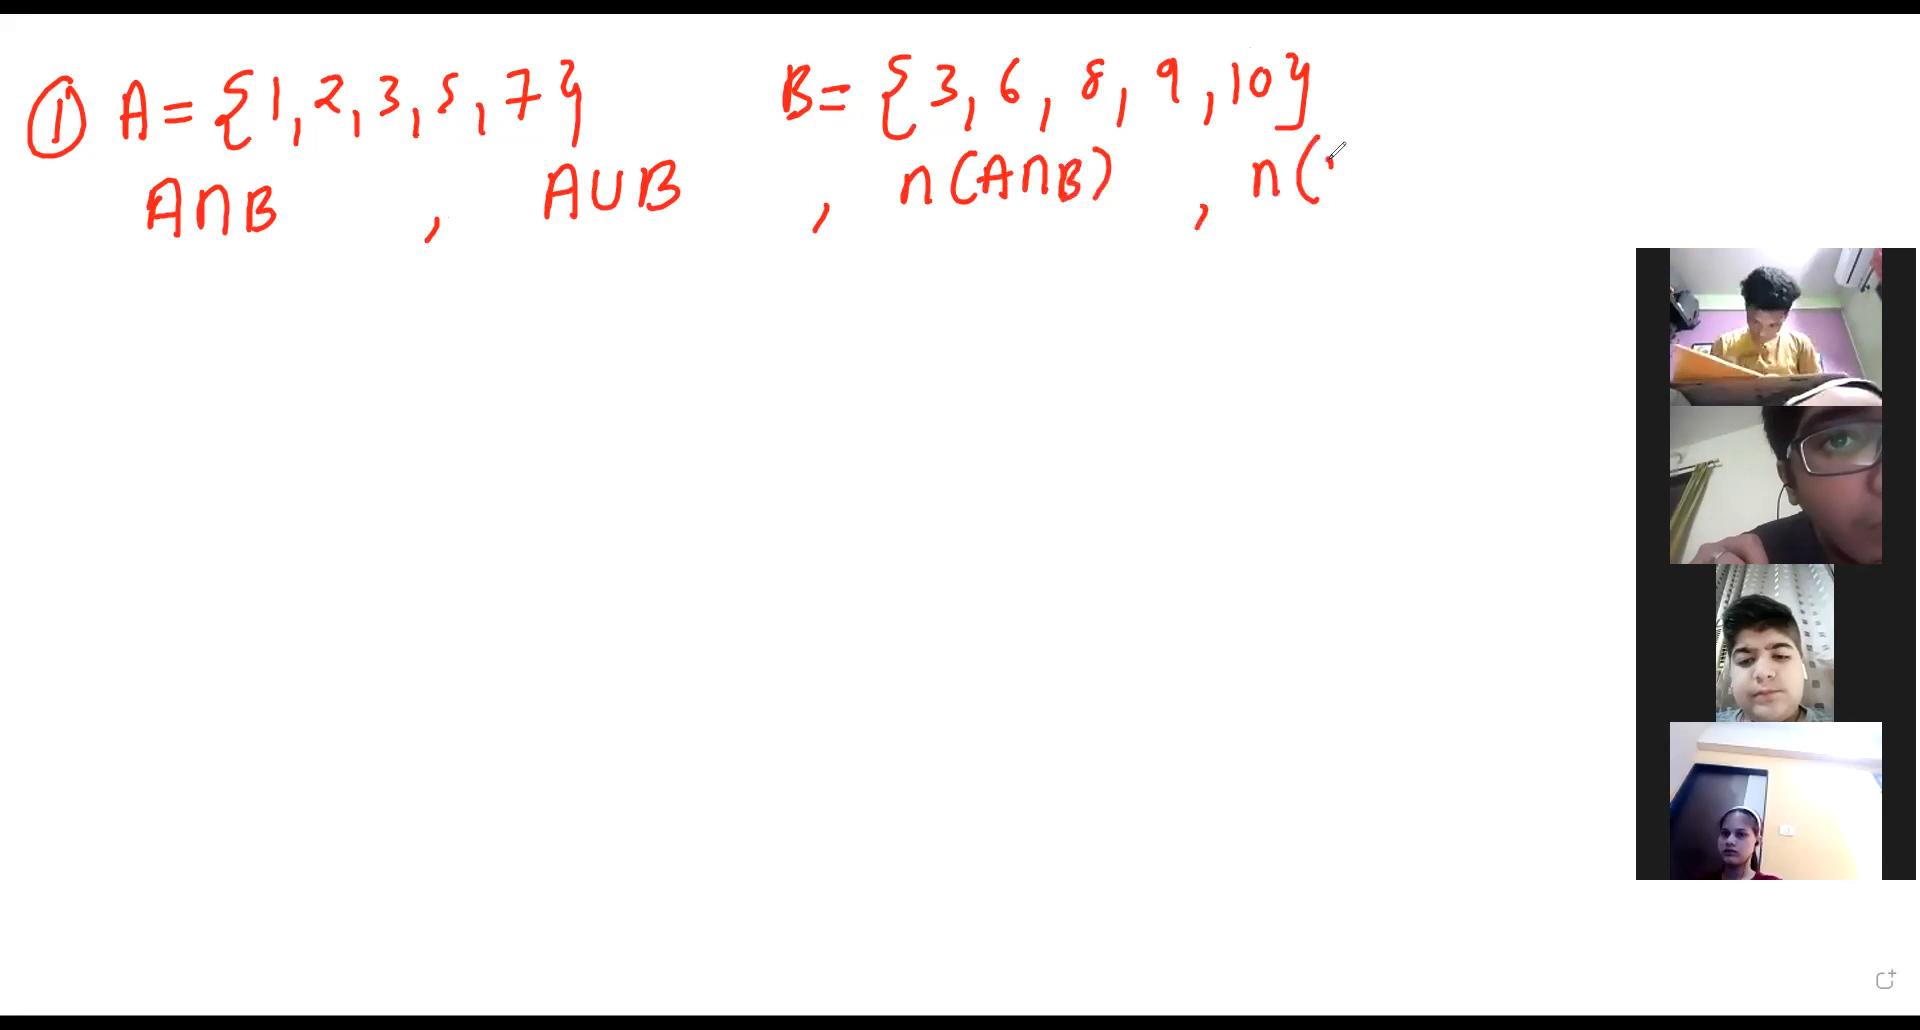 ① A = {1, 2, 3, 5, 7} B = {3, 6, 8, 9, 10}
A∩B , A∪B , n(A∩B) , n(